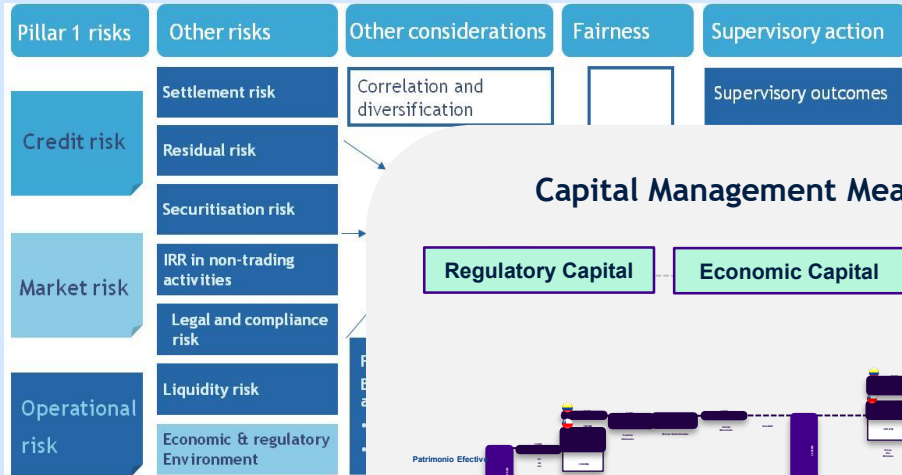 Pillar 1 risks
Other risks
Other considerations
Fairness
Supervisory action
Credit risk
Market risk
Operational
risk
Settlement risk
Residual risk
Securitisation risk
IRR in non-trading
activities
Legal and compliance
risk
Liquidity risk
Economic & regulatory
Environment
Correlation and
diversification
Supervisory outcomes
Capital Management Mea
Regulatory Capital
Economic Capital
Patrimonio Efectiv